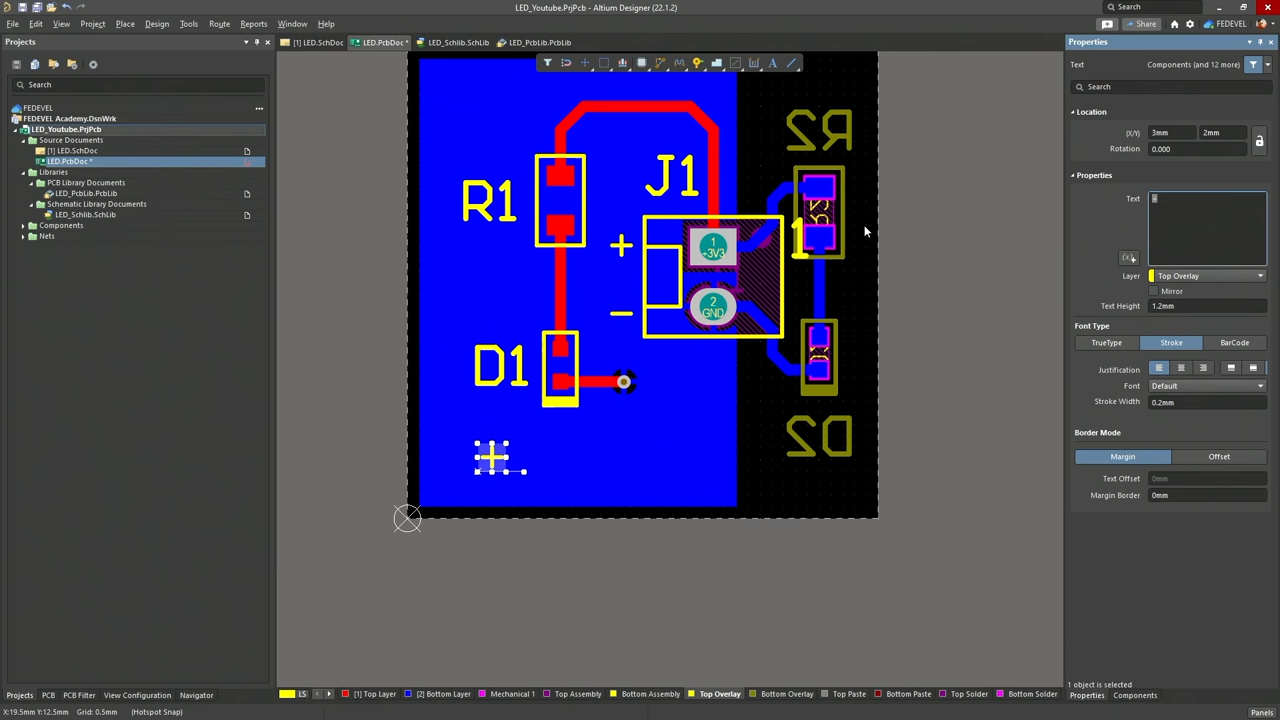 LED_Youtube.PrjPcb - Altium Designer (22.1.2)
Search
File Edit View Project Place Design Tools Route Reports Window Help
Share
FEDEVEL
Projects
[1] LED.SchDoc
LED.PcbDoc *
LED_Schlib.SchLib
LED_PcbLib.PcbLib
Search
FEDEVEL
FEDEVEL Academy.DsnWrk
LED_Youtube.PrjPcb
Source Documents
[1] LED.SchDoc
LED.PcbDoc *
Libraries
PCB Library Documents
LED_PcbLib.PcbLib
Schematic Library Documents
LED_Schlib.SchLib
Components
Nets
R2
R1
J1
R2
+
1
1
+3V3
2
GND
−
D1
D2
+
Properties
Text
Components (and 12 more)
Search
Location
(X/Y) 3mm 2mm
Rotation 0.000
Properties
Text
Layer Top Overlay
Mirror
Text Height 1.2mm
Font Type
TrueType Stroke BarCode
Justification
Font Default
Stroke Width 0.2mm
Border Mode
Margin Offset
Text Offset 0mm
Margin Border 0mm
1 object is selected
Projects PCB PCB Filter View Configuration Navigator
LS
[1] Top Layer [2] Bottom Layer Mechanical 1 Top Assembly Bottom Assembly Top Overlay Bottom Overlay Top Paste Bottom Paste Top Solder Bottom Solder
Properties Components
X:19.5mm Y:12.5mm Grid: 0.5mm (Hotspot Snap)
Panels